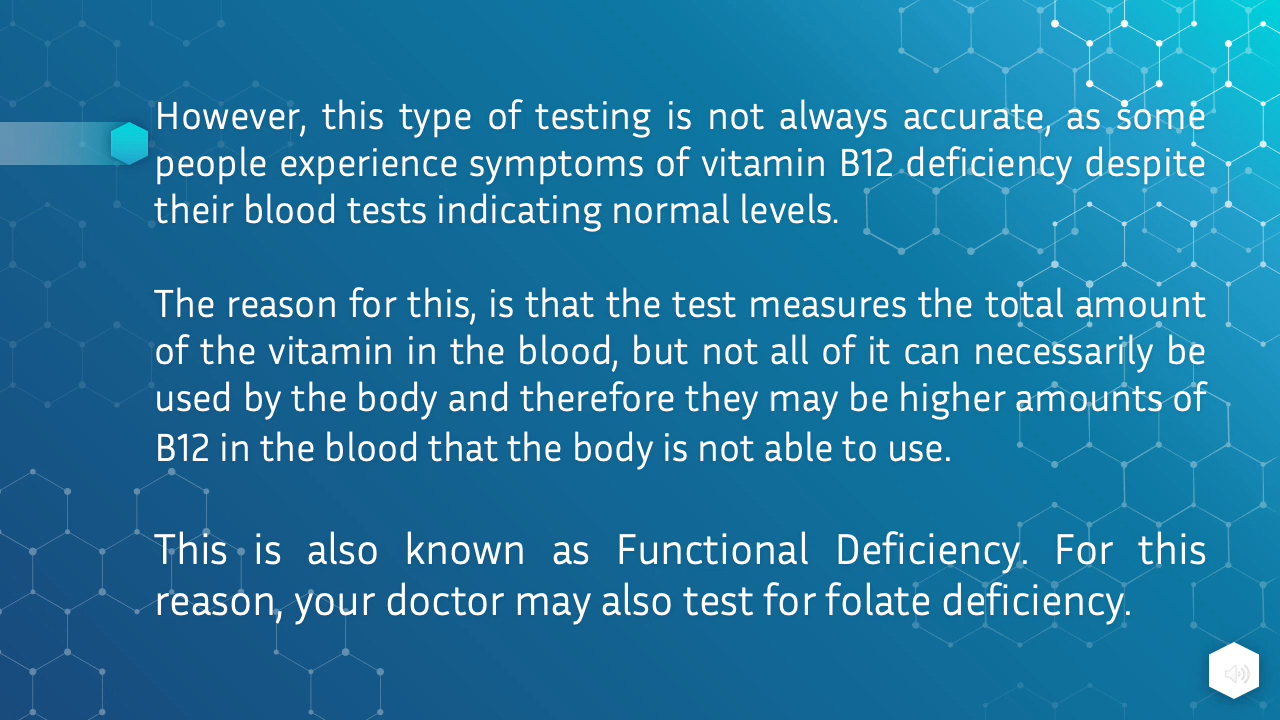 However, this type of testing is not always accurate, as some
people experience symptoms of vitamin B12 deficiency despite
their blood tests indicating normal levels.
The reason for this, is that the test measures the total amount
of the vitamin in the blood, but not all of it can necessarily be
used by the body and therefore they may be higher amounts of
B12 in the blood that the body is not able to use.
This is also known as Functional Deficiency. For this
reason, your doctor may also test for folate deficiency.